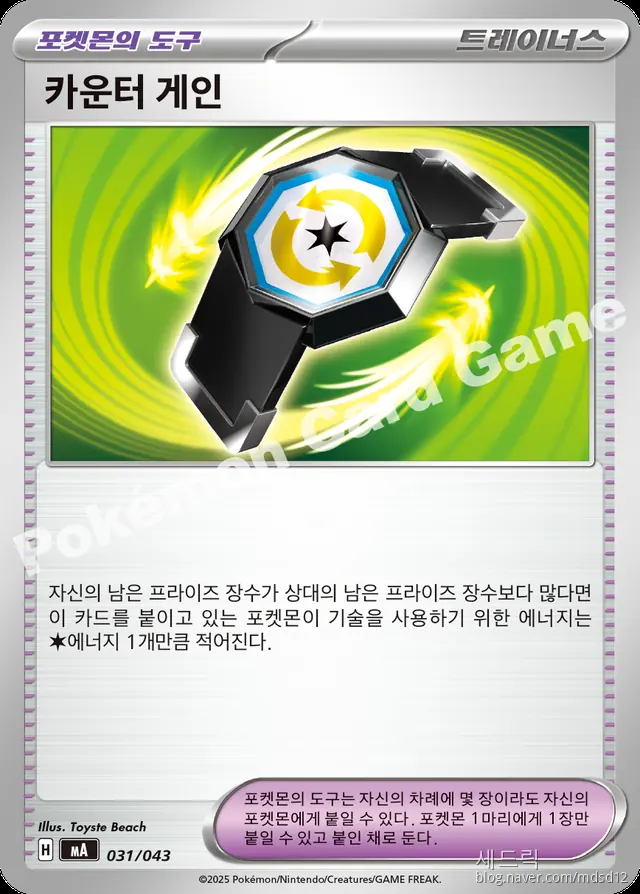 포켓몬의 도구
트레이너스
카운터 게인
Pokémon Card Game
자신의 남은 프라이즈 장수가 상대의 남은 프라이즈 장수보다 많다면
이 카드를 붙이고 있는 포켓몬이 기술을 사용하기 위한 에너지는
✶에너지 1개만큼 적어진다.
포켓몬의 도구는 자신의 차례에 몇 장이라도 자신의
포켓몬에게 붙일 수 있다. 포켓몬 1마리에게 1장만
붙일 수 있고 붙인 채로 둔다.
Illus. Toyste Beach
H mA 031/043
©2025 Pokémon/Nintendo/Creatures/GAME FREAK.
세드릭
blog.naver.com/mdsd12